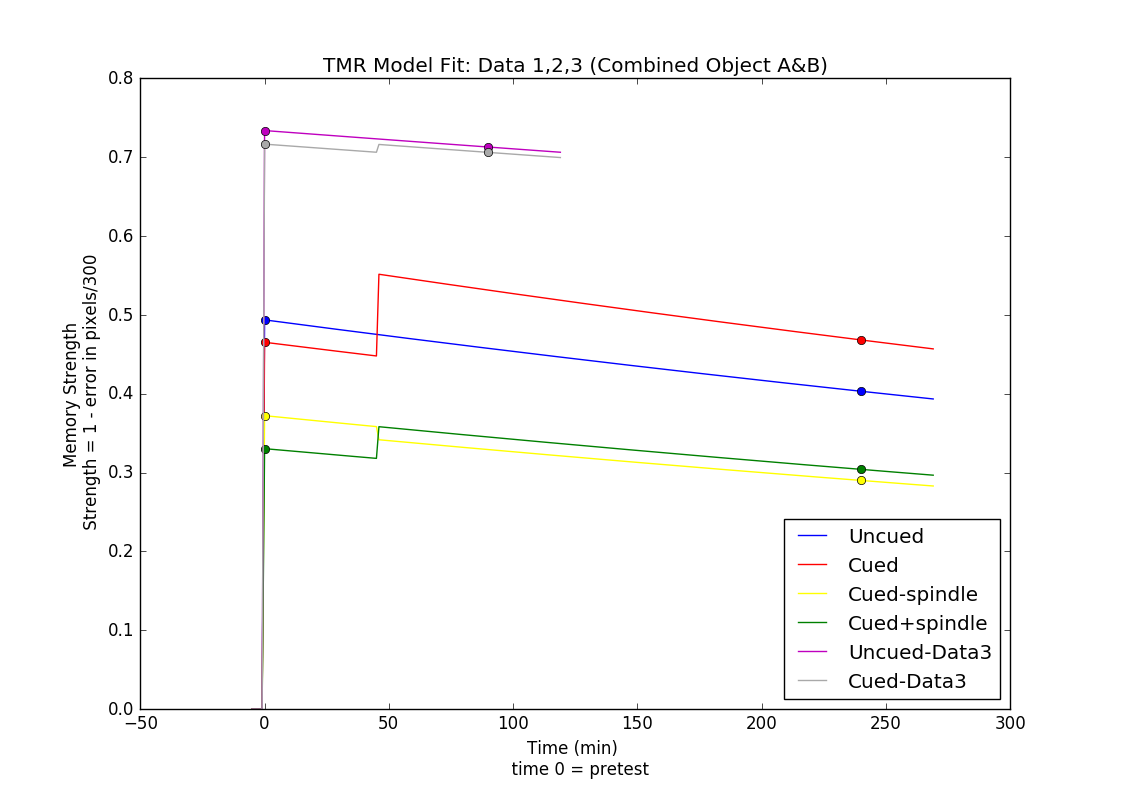 TMR Model Fit: Data 1,2,3 (Combined Object A&B)
0.8
0.7
0.6
0.5
0.4
0.3
0.2
0.1
0.0
Memory Strength
Strength = 1 - error in pixels/300
Uncued
Cued
Cued-spindle
Cued+spindle
Uncued-Data3
Cued-Data3
−50 0 50 100 150 200 250 300
Time (min)
time 0 = pretest